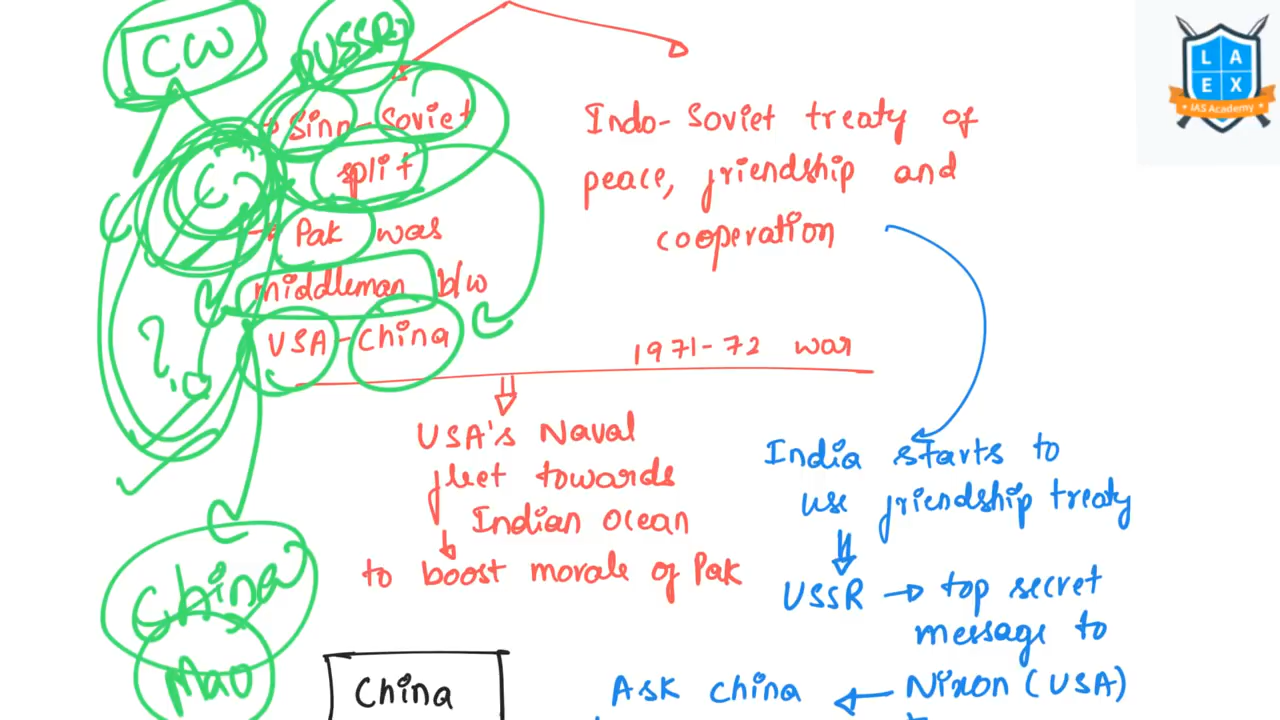 CW
USSR
→ Sino-Soviet
split
→ Pak was
middleman b/w
USA-China
?
China
Mao
Indo-Soviet treaty of
peace, friendship and
cooperation
1971-72 war
USA's Naval
fleet towards
Indian Ocean
to boost morale of Pak
India starts to
use friendship treaty
USSR → top secret
message to
Nixon (USA)
Ask china
China
L A
E X
IAS Academy